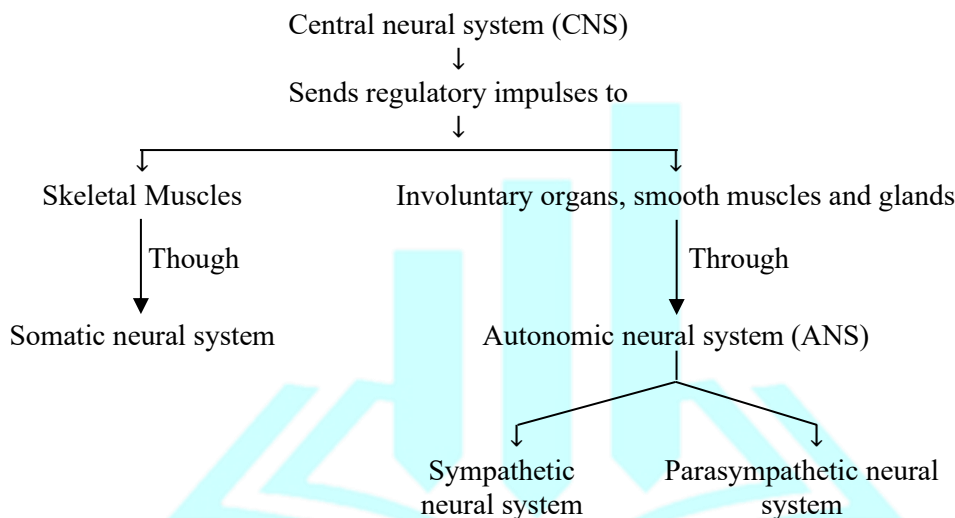 Central neural system (CNS)
↓
Sends regulatory impulses to
↓
↓ ↓
Skeletal Muscles Involuntary organs, smooth muscles and glands
Though Through
Somatic neural system Autonomic neural system (ANS)
↓ ↓
Sympathetic Parasympathetic neural
neural system system